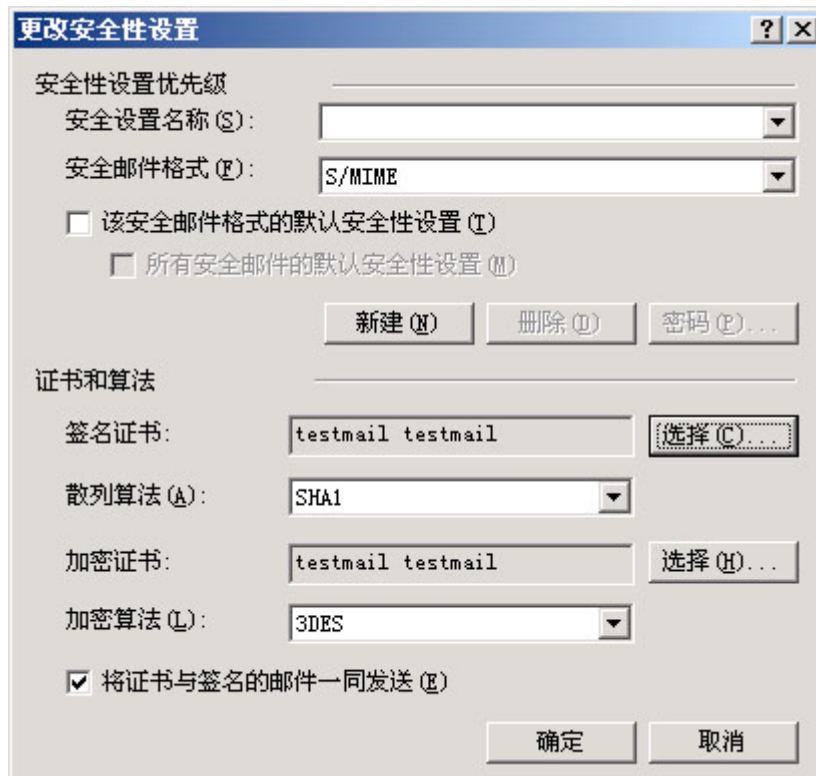 更改安全性设置
安全性设置优先级
安全设置名称(S):
安全邮件格式(F): S/MIME
该安全邮件格式的默认安全性设置(T)
所有安全邮件的默认安全性设置(M)
新建(N) 删除(D) 密码(P)...
证书和算法
签名证书: testmail testmail 选择(C)...
散列算法(A): SHA1
加密证书: testmail testmail 选择(H)...
加密算法(L): 3DES
将证书与签名的邮件一同发送(E)
确定 取消